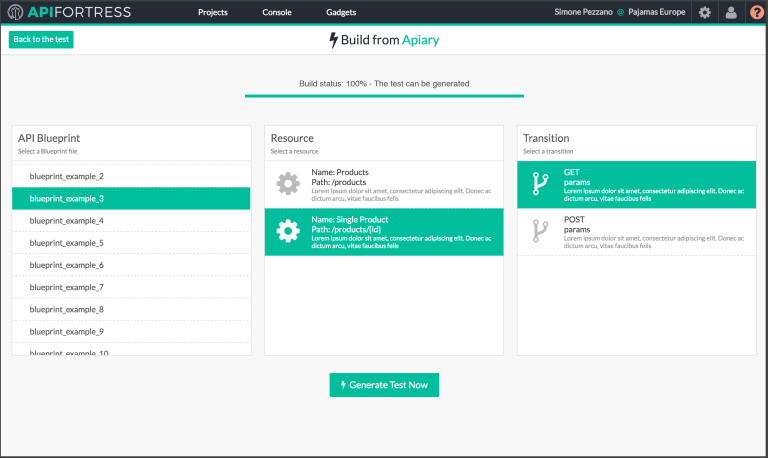 APIFORTRESS
Projects
Console
Gadgets
Simone Pezzano @ Pajamas Europe
?
Back to the test
Build from Apiary
Build status: 100% - The test can be generated
API Blueprint
Select a Blueprint file
blueprint_example_2
blueprint_example_3
blueprint_example_4
blueprint_example_5
blueprint_example_6
blueprint_example_7
blueprint_example_8
blueprint_example_9
blueprint_example_10
Resource
Select a resource
Name: Products
Path: /products
Lorem ipsum dolor sit amet, consectetur adipiscing elit. Donec ac
dictum arcu, vitae faucibus felis
Name: Single Product
Path: /products/{id}
Lorem ipsum dolor sit amet, consectetur adipiscing elit. Donec ac
dictum arcu, vitae faucibus felis
Transition
Select a transition
GET
params
Lorem ipsum dolor sit amet, consectetur adipiscing elit. Donec ac
dictum arcu, vitae faucibus felis
POST
params
Lorem ipsum dolor sit amet, consectetur adipiscing elit. Donec ac
dictum arcu, vitae faucibus felis
Generate Test Now